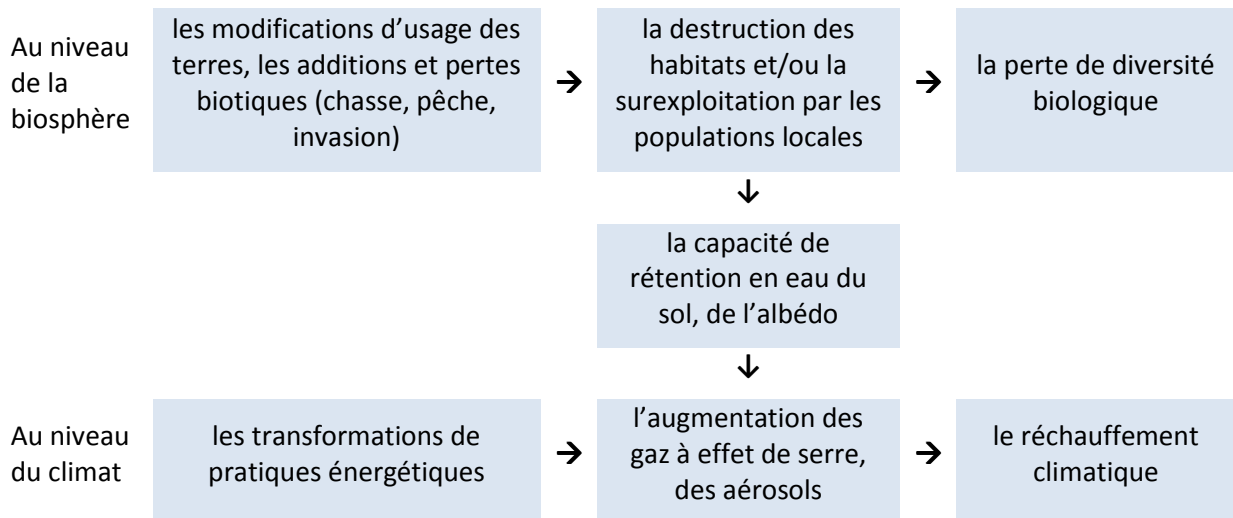 Au niveau
de la
biosphère
les modifications d’usage des
terres, les additions et pertes
biotiques (chasse, pêche,
invasion)
→
la destruction des
habitats et/ou la
surexploitation par les
populations locales
→
la perte de diversité
biologique
↓
la capacité de
rétention en eau du
sol, de l’albédo
↓
Au niveau
du climat
les transformations de
pratiques énergétiques
→
l’augmentation des
gaz à effet de serre,
des aérosols
→
le réchauffement
climatique